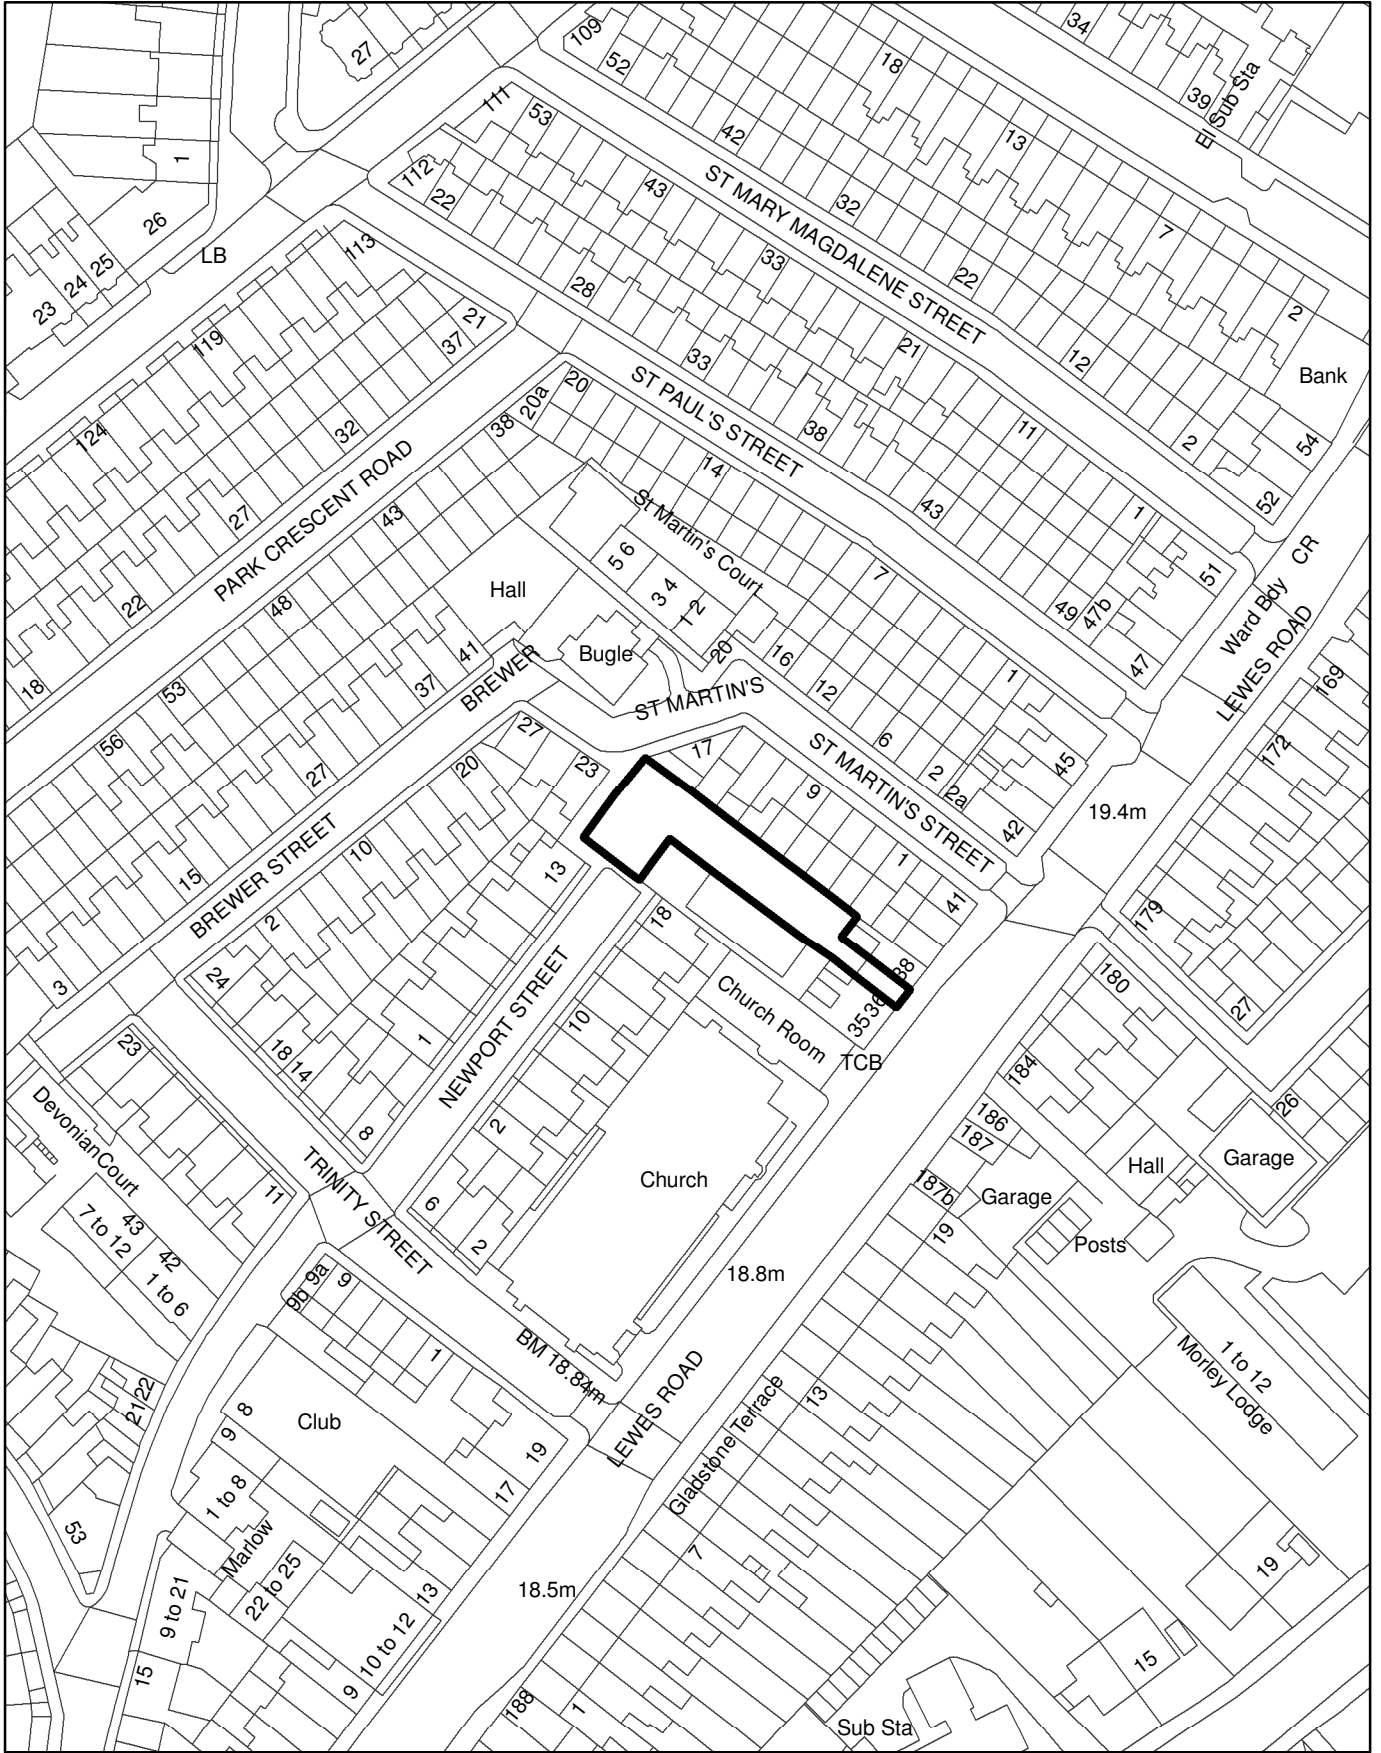 27
109
52
18
34
39
El Sub Sta
111
53
42
13
1
112
22
43
32
7
ST MARY MAGDALENE STREET
26
LB
113
33
22
2
25
24
23
28
119
21
37
21
12
Bank
33
ST PAUL'S STREET
20
20a
38
124
32
38
11
2
54
PARK CRESCENT ROAD
14
43
52
27
43
St Martin's Court
1
5 6
3 4
1 2
7
51
CR
Ward Bdy
Hall
22
48
49
47b
LEWES ROAD
18
53
41
37
BREWER
Bugle
20
16
12
ST MARTIN'S
1
47
169
56
27
27
20
23
17
6
2
2a
45
172
ST MARTIN'S STREET
9
42
19.4m
15
BREWER STREET
10
13
1
41
179
3
24
2
18
38
180
27
NEWPORT STREET
Church Room
36
35
TCB
10
1
18
14
23
184
Devonian Court
8
2
186
187
26
Hall
Garage
TRINITY STREET
Church
187b
Garage
19
Posts
11
43
7 to 12
42
1 to 6
6
2
18.8m
9b
9a
9
1
BM 18.84m
1 to 12
Morley Lodge
LEWES ROAD
Gladstone Terrace
13
22
21
8
9
Club
19
17
53
1 to 8
Marlow
22 to 25
7
19
18.5m
9 to 21
13
10 to 12
15
9
188
1
15
Sub Sta